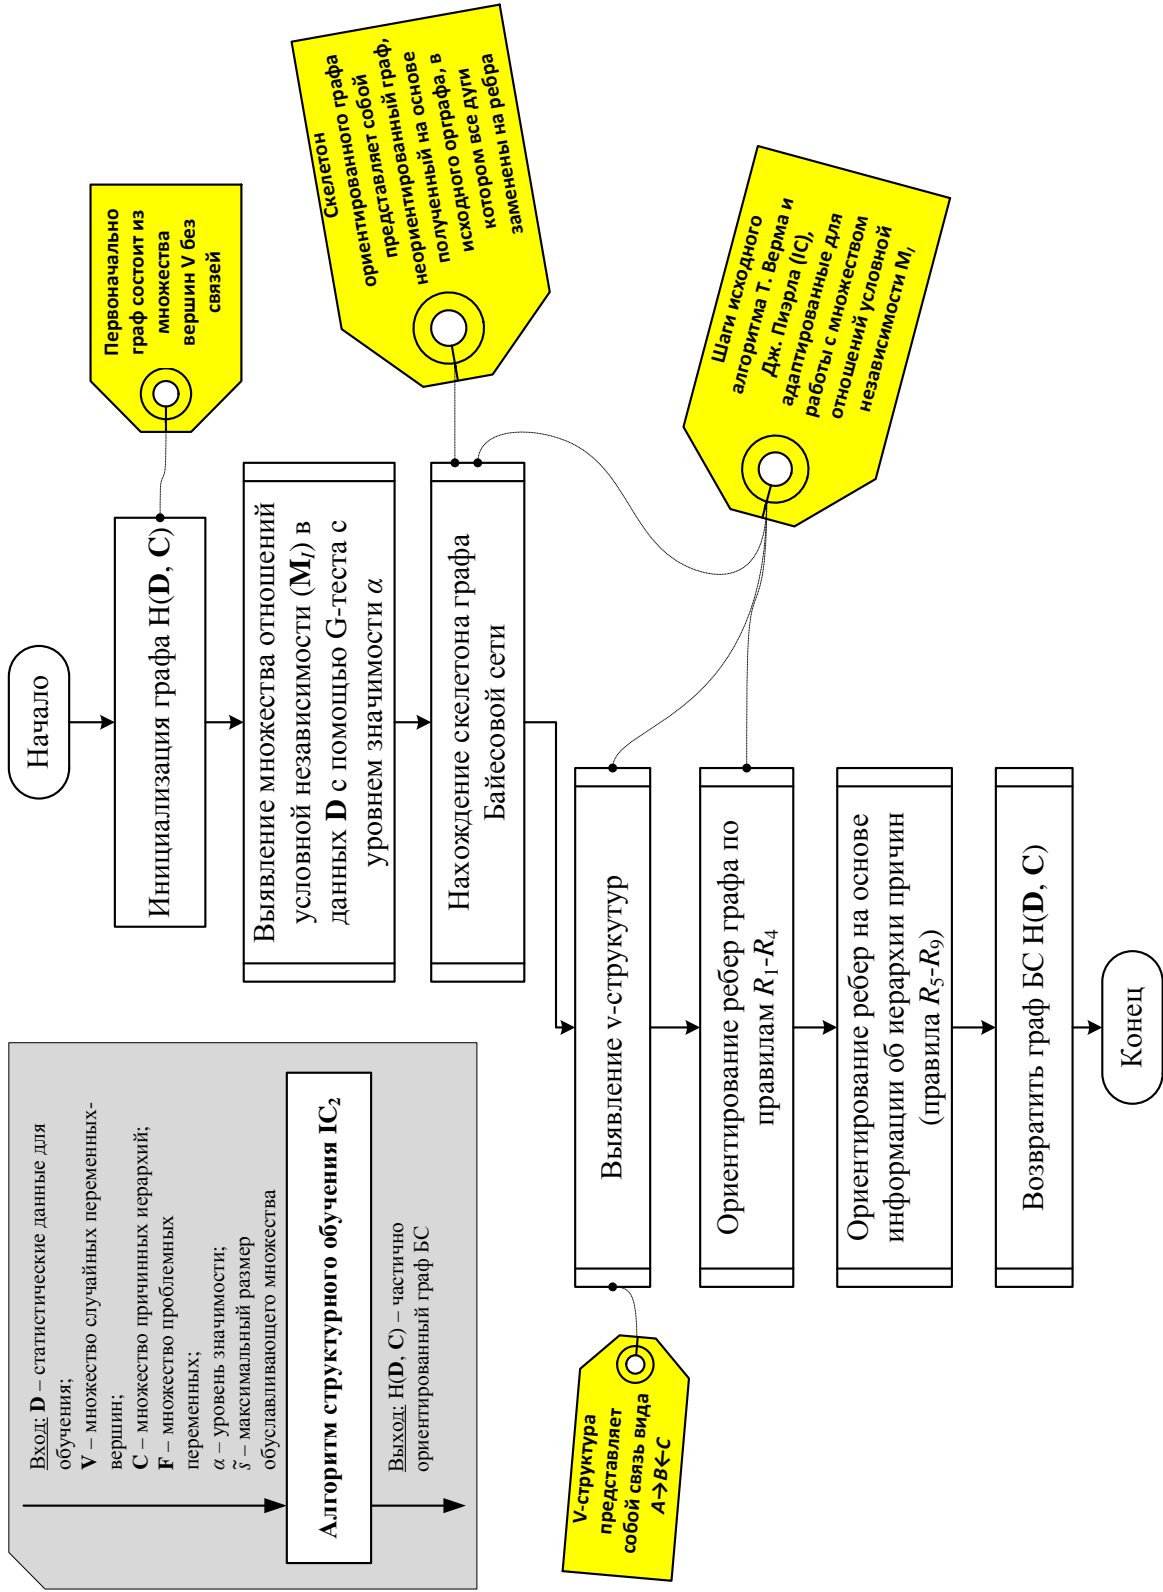 Вход: D – статистические данные для
обучения;
V – множество случайных переменных-
вершин;
C – множество причинных иерархий;
F – множество проблемных
переменных;
α – уровень значимости;
s̃ – максимальный размер
обуславливающего множества
Алгоритм структурного обучения IC₂
Выход: H(D, C) – частично
ориентированный граф БС
Начало
Инициализация графа H(D, C)
Первоначально
граф состоит из
множества
вершин V без
связей
Выявление множества отношений
условной независимости (M_I) в
данных D с помощью G-теста с
уровнем значимости α
Нахождение скелетона графа
Байесовой сети
Скелетон
ориентированного графа
представляет собой
неориентированный граф,
полученный на основе
исходного орграфа, в
котором все дуги
заменены на ребра
Выявление v-струкутур
V-структура
представляет
собой связь вида
A→B←C
Шаги исходного
алгоритма Т. Верма и
Дж. Пиэрла (IC),
адаптированные для
работы с множеством
отношений условной
независимости M_I
Ориентирование ребер графа по
правилам R₁-R₄
Ориентирование ребер на основе
информации об иерархии причин
(правила R₅-R₉)
Возвратить граф БС H(D, C)
Конец